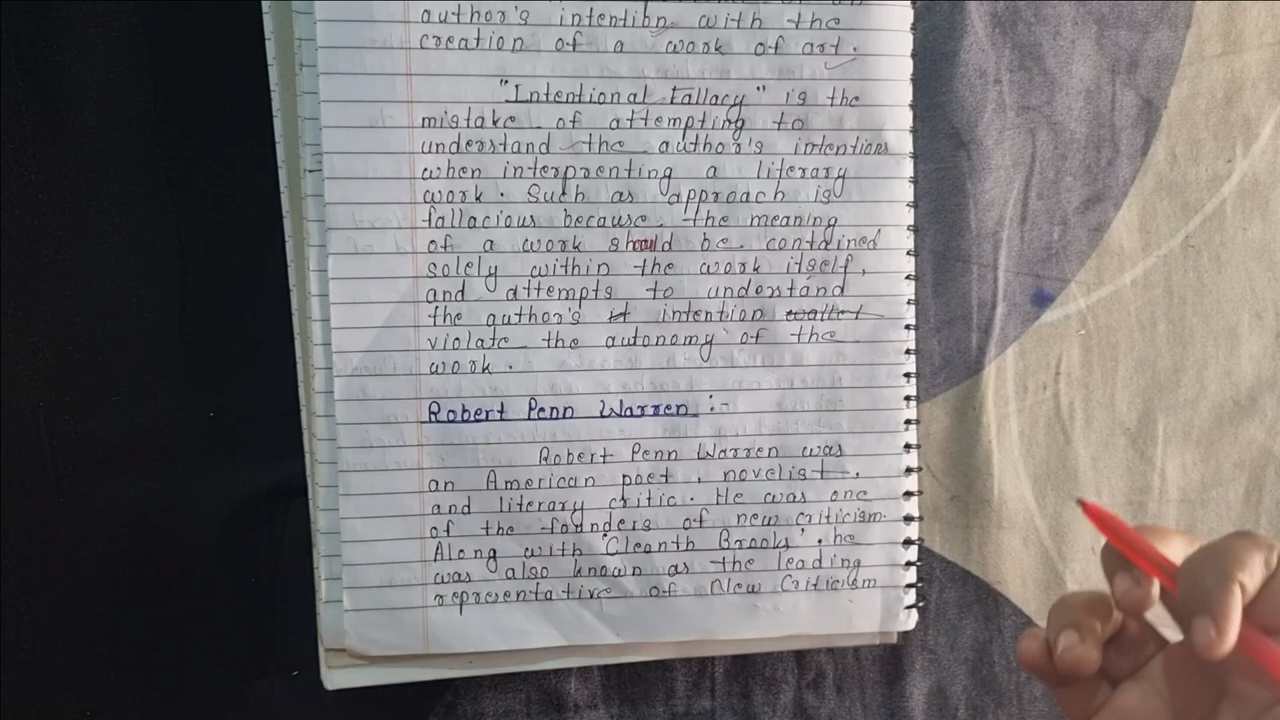 author's intention with the
creation of a work of art.
"Intentional Fallacy" is the
mistake of attempting to
understand the author's intentions
when interprenting a literary
work. Such as approach is
fallacious because the meaning
of a work should be contained
solely within the work itself,
and attempts to understand
the author's it intention
violate the autonomy of the
work.
Robert Penn Warren :-
Robert Penn Warren was
an American poet, novelist,
and literary critic. He was one
of the founders of new criticism.
Along with 'Cleanth Brooks', he
was also known as the leading
representative of New Criticism